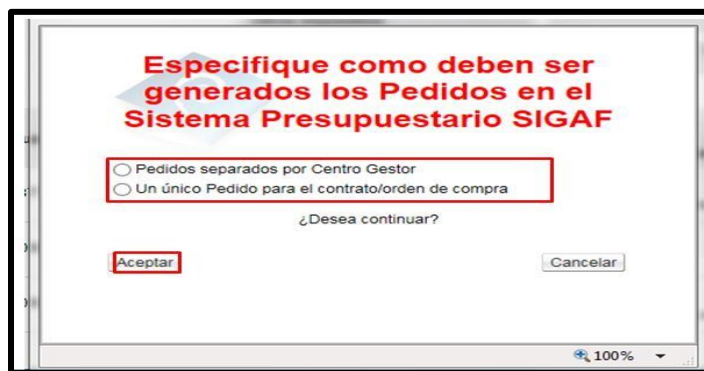 Especifique como deben ser
generados los Pedidos en el
Sistema Presupuestario SIGAF
Pedidos separados por Centro Gestor
Un único Pedido para el contrato/orden de compra
¿Desea continuar?
Aceptar
Cancelar
100%